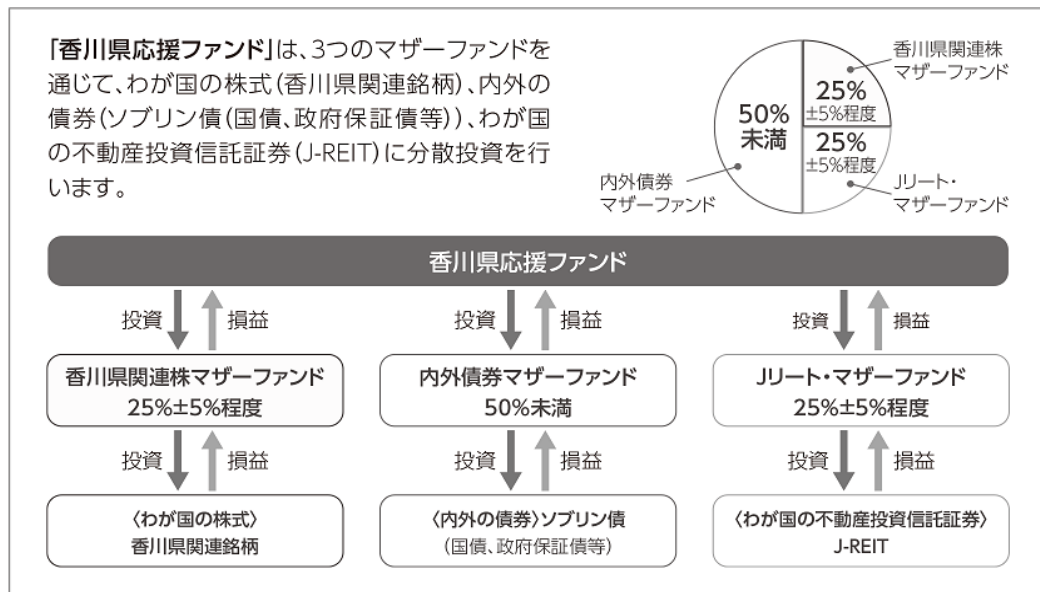 「香川県応援ファンド」は、3つのマザーファンドを
通じて、わが国の株式(香川県関連銘柄)、内外の
債券(ソブリン債(国債、政府保証債等))、わが国
の不動産投資信託証券(J-REIT)に分散投資を行
います。
香川県関連株
マザーファンド
25%
±5%程度
50%
未満
25%
±5%程度
内外債券
マザーファンド
Jリート・
マザーファンド
香川県応援ファンド
投資 損益 投資 損益 投資 損益
香川県関連株マザーファンド
25%±5%程度
内外債券マザーファンド
50%未満
Jリート・マザーファンド
25%±5%程度
投資 損益 投資 損益 投資 損益
〈わが国の株式〉
香川県関連銘柄
〈内外の債券〉ソブリン債
(国債、政府保証債等)
〈わが国の不動産投資信託証券〉
J-REIT